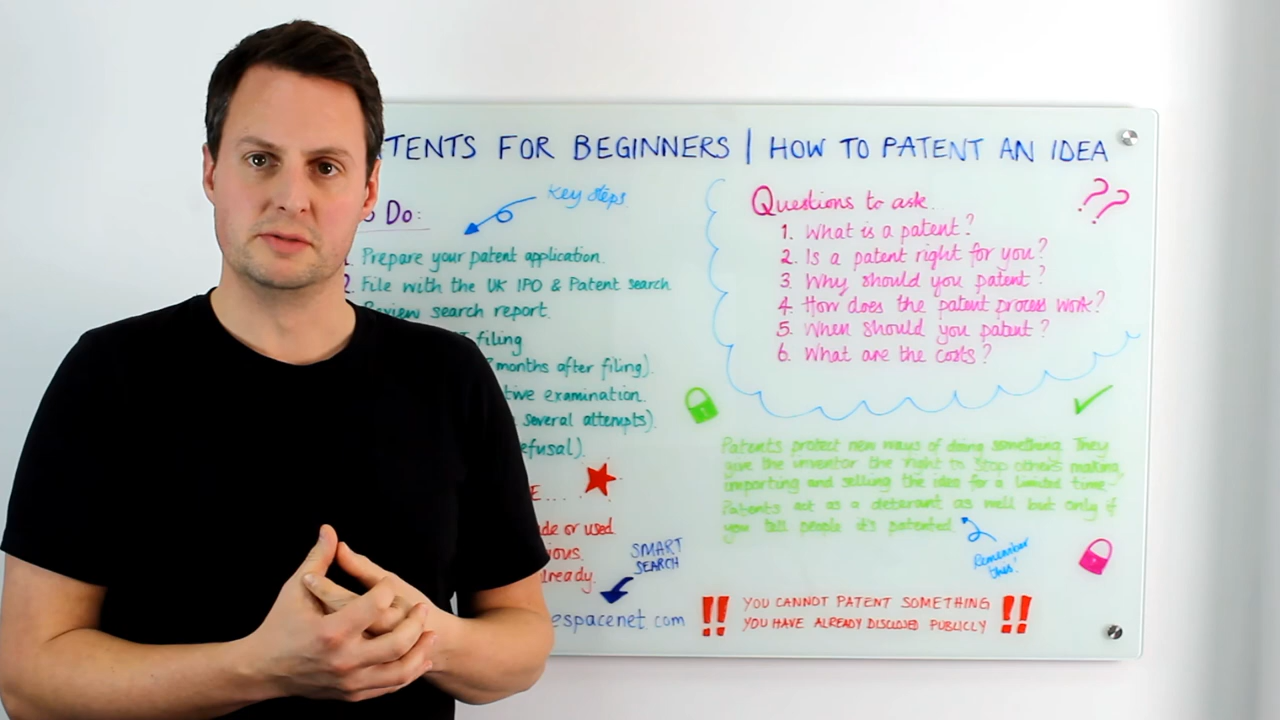 TENTS FOR BEGINNERS | HOW TO PATENT AN IDEA
Do:
Key steps
Prepare your patent application.
2. File with the UK IPO & Patent search
Review search report.
filing
months after filing).
examination.
several attempts).
efusal).
E....
or used
SMART
SEARCH
espacenet.com
Questions to ask...
??
1. What is a patent?
2. Is a patent right for you?
3. Why should you patent?
4. How does the patent process work?
5. When should you patent?
6. What are the costs?
Patents protect new ways of doing something. They
give the inventor the right to stop others making,
importing and selling the idea for a limited time.
Patents act as a deterant as well but only if
you tell people it's patented.
Remember
this!
!! YOU CANNOT PATENT SOMETHING !!
YOU HAVE ALREADY DISCLOSED PUBLICLY